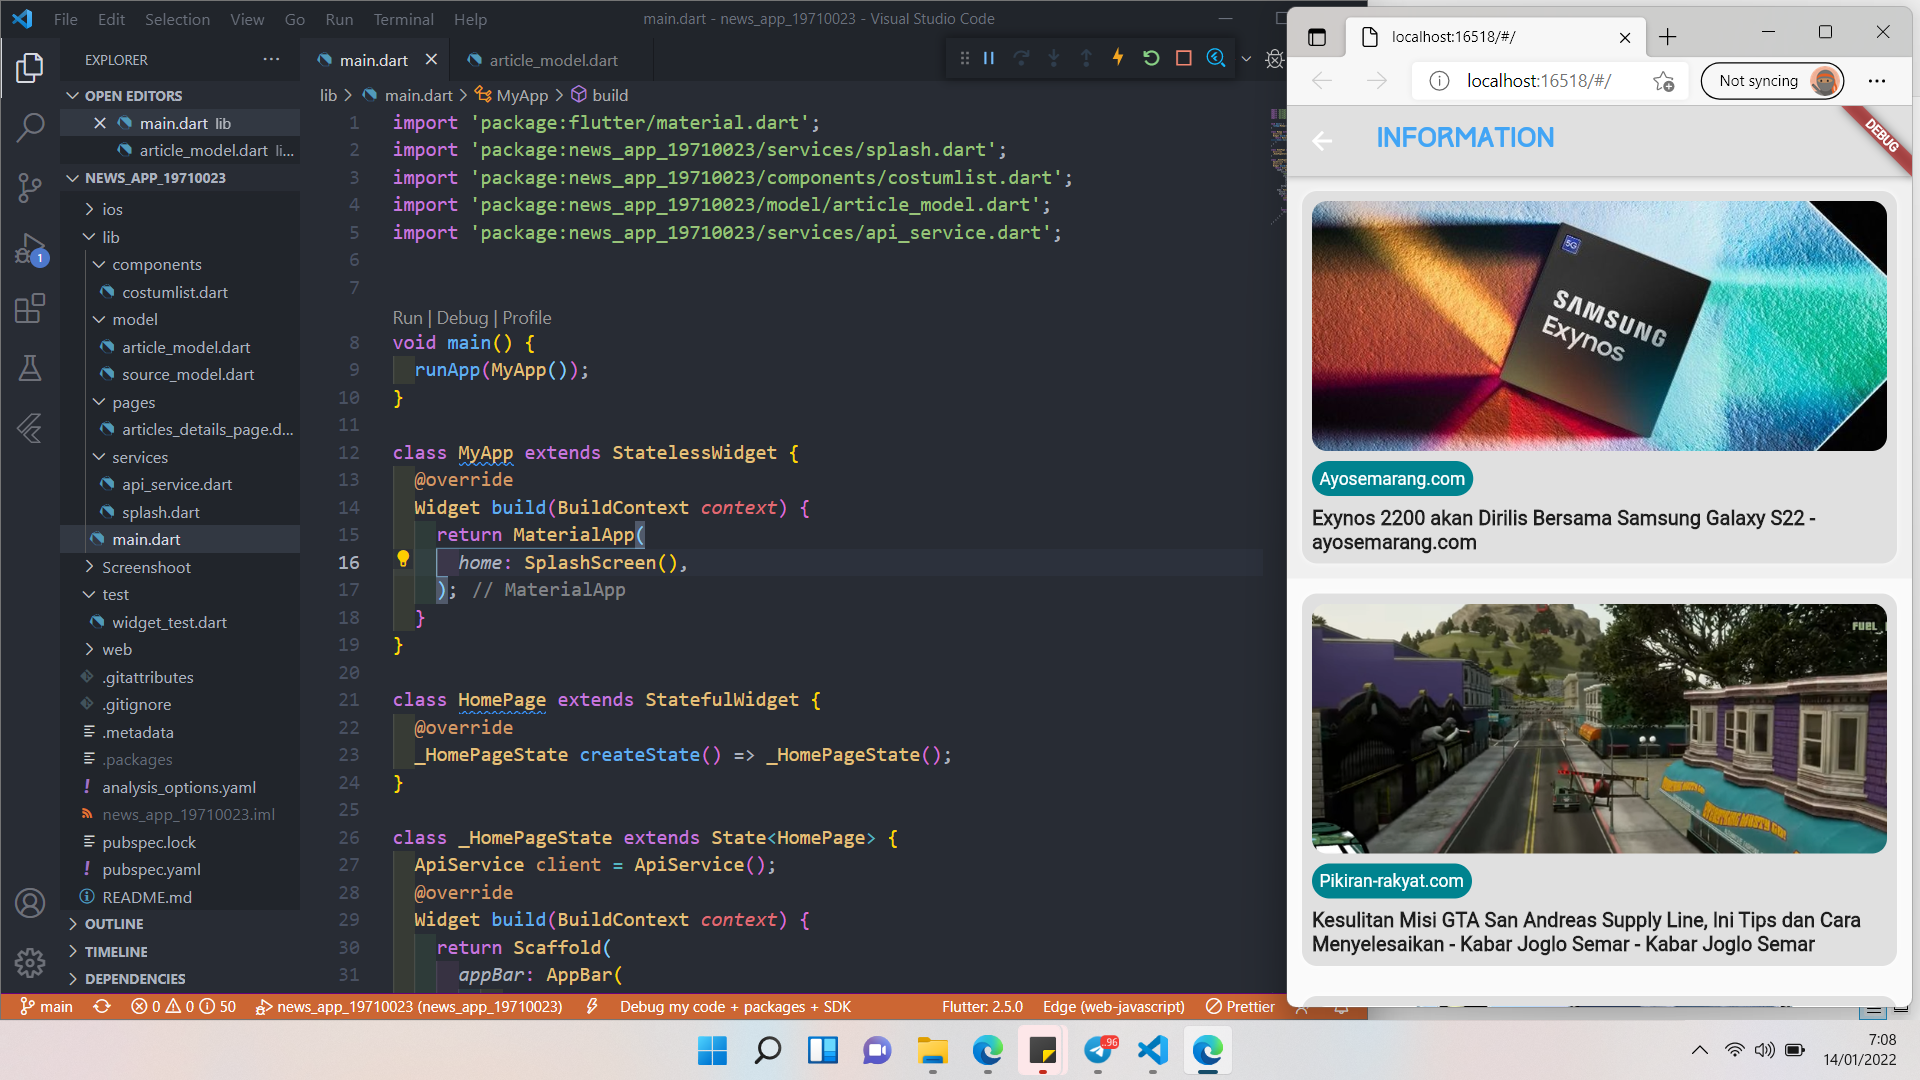 File Edit Selection View Go Run Terminal Help
main.dart - news_app_19710023 - Visual Studio Code
EXPLORER
OPEN EDITORS
main.dart lib
article_model.dart li...
NEWS_APP_19710023
ios
lib
components
costumlist.dart
model
article_model.dart
source_model.dart
pages
articles_details_page.d...
services
api_service.dart
splash.dart
main.dart
Screenshoot
test
widget_test.dart
web
.gitattributes
.gitignore
.metadata
.packages
analysis_options.yaml
news_app_19710023.iml
pubspec.lock
pubspec.yaml
README.md
OUTLINE
TIMELINE
DEPENDENCIES
1
main.dart
article_model.dart
lib > main.dart > MyApp > build
1 import 'package:flutter/material.dart';
2 import 'package:news_app_19710023/services/splash.dart';
3 import 'package:news_app_19710023/components/costumlist.dart';
4 import 'package:news_app_19710023/model/article_model.dart';
5 import 'package:news_app_19710023/services/api_service.dart';
6
7
Run | Debug | Profile
8 void main() {
9 runApp(MyApp());
10 }
11
12 class MyApp extends StatelessWidget {
13 @override
14 Widget build(BuildContext context) {
15 return MaterialApp(
16 home: SplashScreen(),
17 ); // MaterialApp
18 }
19 }
20
21 class HomePage extends StatefulWidget {
22 @override
23 _HomePageState createState() => _HomePageState();
24 }
25
26 class _HomePageState extends State<HomePage> {
27 ApiService client = ApiService();
28 @override
29 Widget build(BuildContext context) {
30 return Scaffold(
31 appBar: AppBar(
main 0 0 50 news_app_19710023 (news_app_19710023) Debug my code + packages + SDK Flutter: 2.5.0 Edge (web-javascript) Prettier
localhost:16518/#/
localhost:16518/#/
Not syncing
INFORMATION
DEBUG
5G
SAMSUNG
Exynos
Ayosemarang.com
Exynos 2200 akan Dirilis Bersama Samsung Galaxy S22 -
ayosemarang.com
FUEL
Pikiran-rakyat.com
Kesulitan Misi GTA San Andreas Supply Line, Ini Tips dan Cara
Menyelesaikan - Kabar Joglo Semar - Kabar Joglo Semar
..96
7:08
14/01/2022